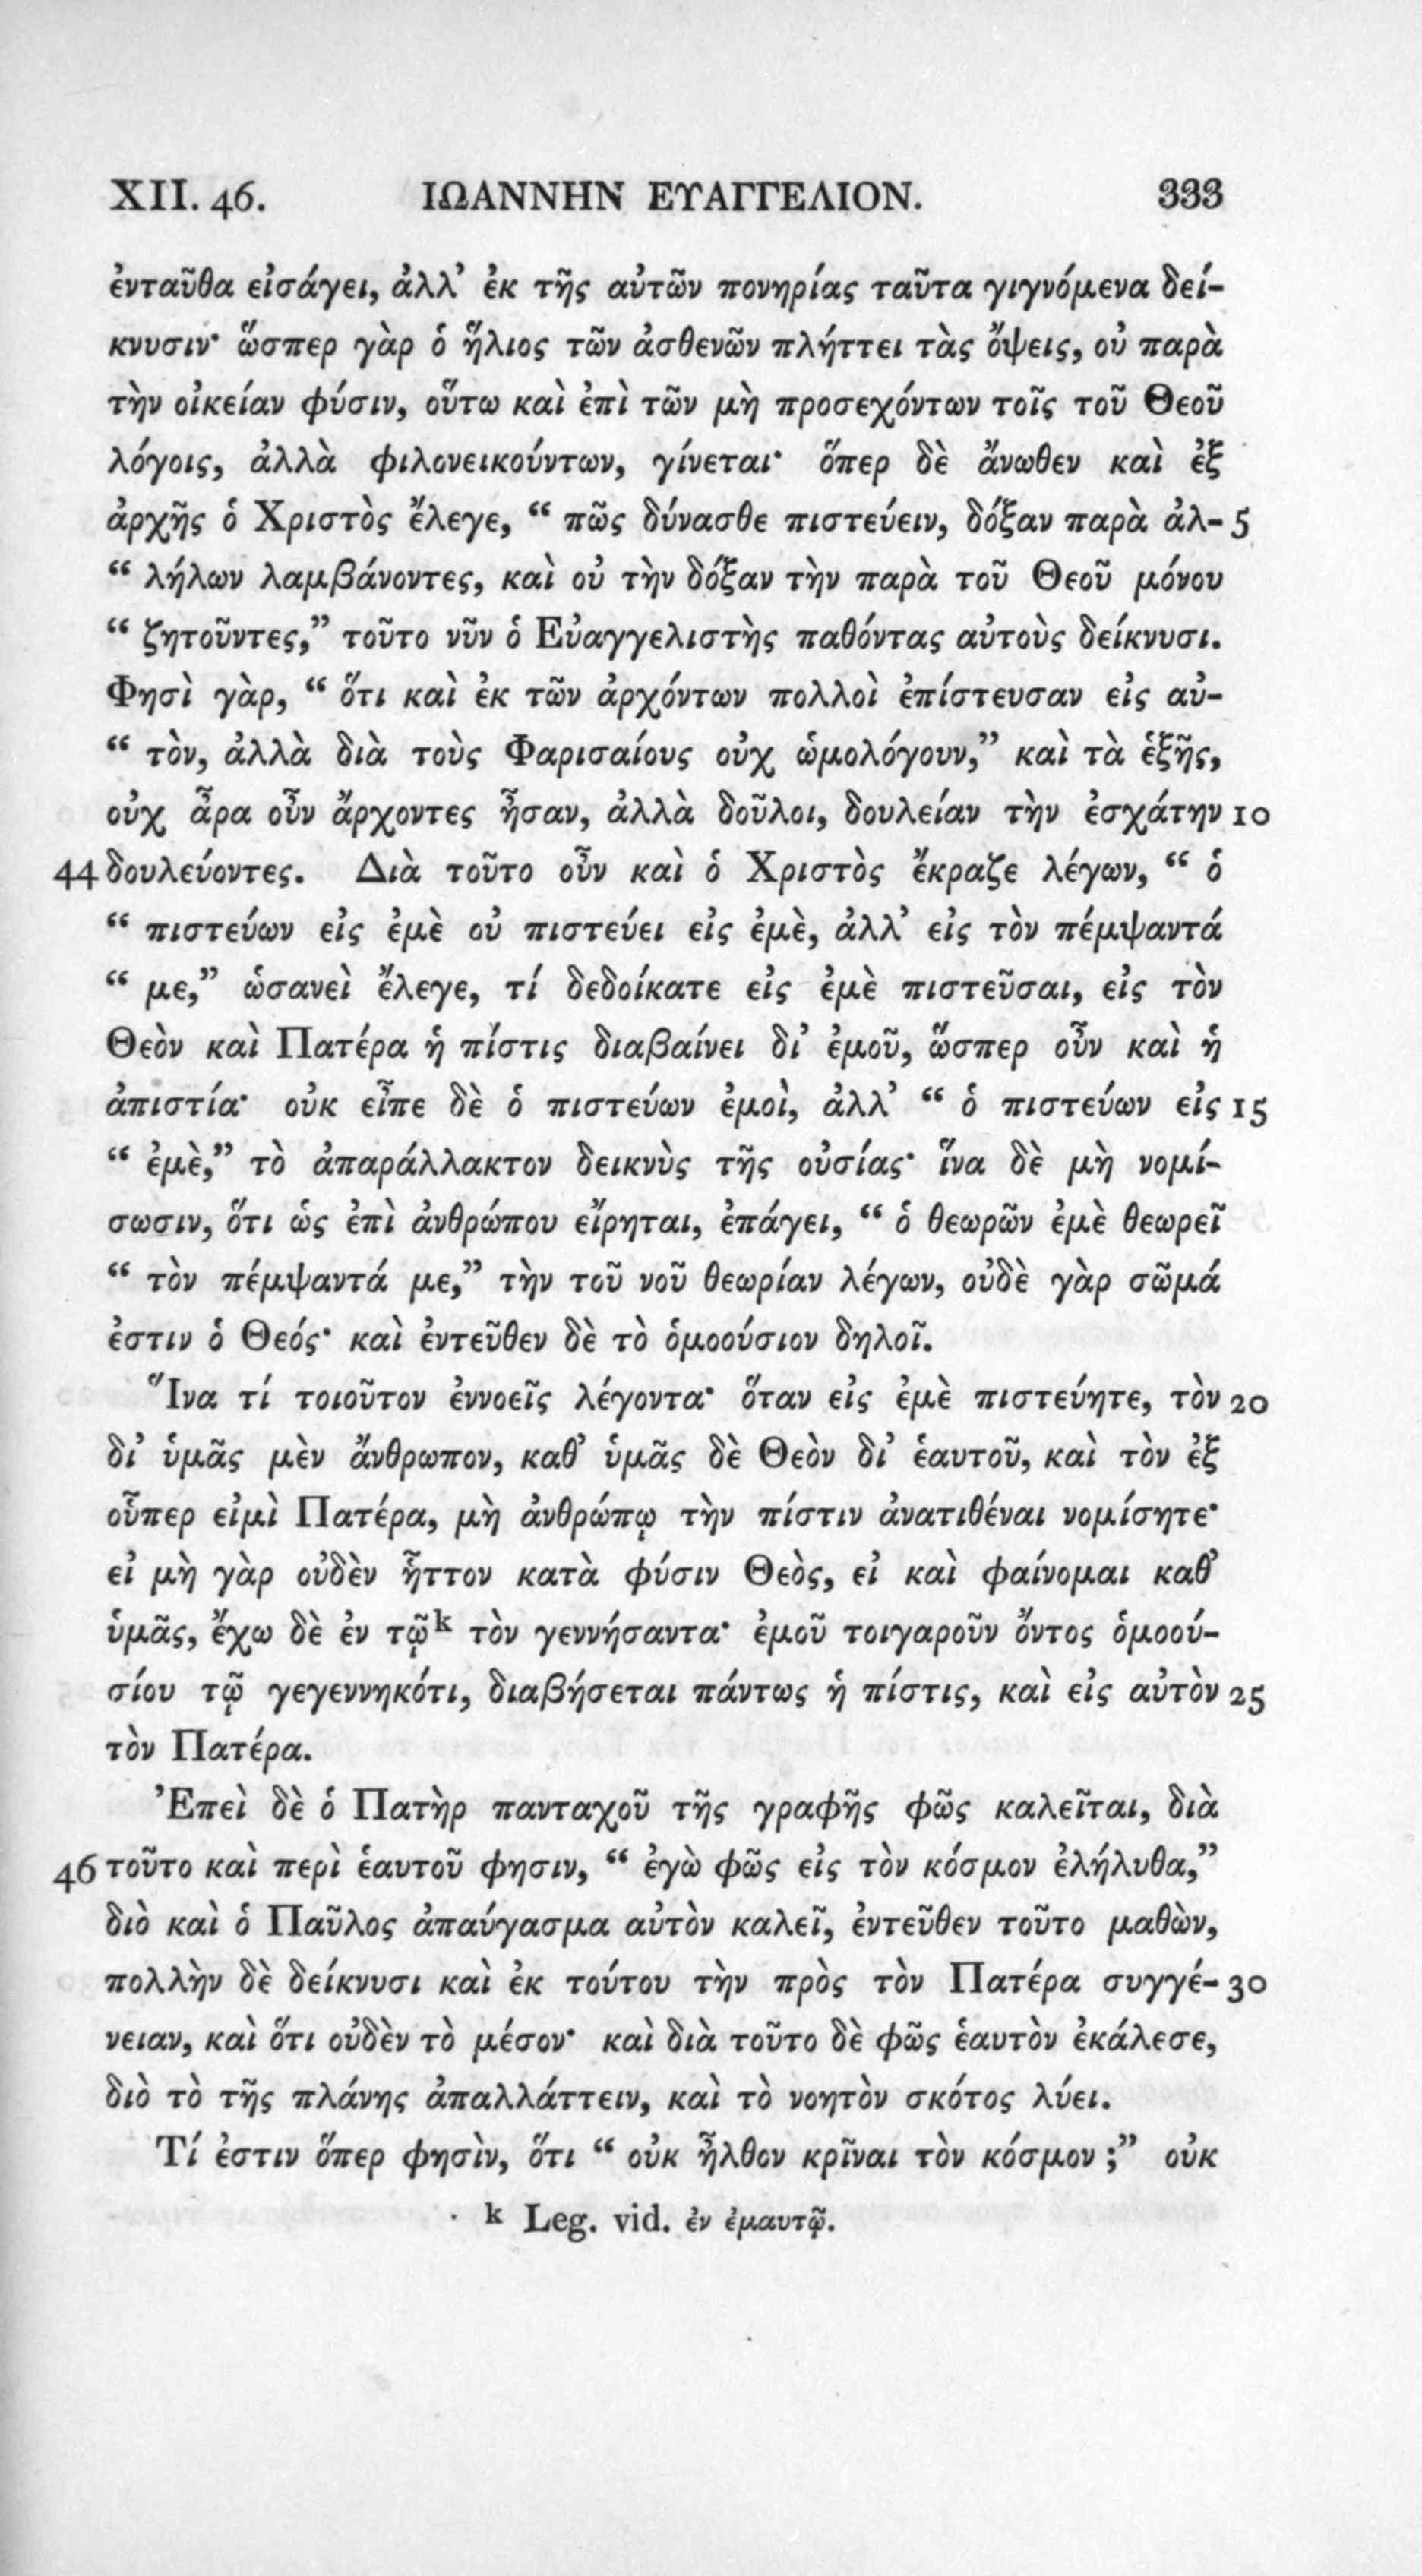 XII. 46. ΙΩΑΝΝΗΝ ΕΥΑΓΓΕΛΙΟΝ. 333
ἐνταῦθα εἰσάγει, ἀλλ’ ἐκ τῆς αὐτῶν πονηρίας ταῦτα γιγνόμενα δεί-
κνυσιν· ὥσπερ γὰρ ὁ ἥλιος τῶν ἀσθενῶν πλήττει τὰς ὄψεις, οὐ παρὰ
τὴν οἰκείαν φύσιν, οὕτω καὶ ἐπὶ τῶν μὴ προσεχόντων τοῖς τοῦ Θεοῦ
λόγοις, ἀλλὰ φιλονεικούντων, γίνεται· ὅπερ δὲ ἄνωθεν καὶ ἐξ
ἀρχῆς ὁ Χριστὸς ἔλεγε, “ πῶς δύνασθε πιστεύειν, δόξαν παρὰ ἀλ- 5
“ λήλων λαμβάνοντες, καὶ οὐ τὴν δόξαν τὴν παρὰ τοῦ Θεοῦ μόνου
“ ζητοῦντες,” τοῦτο νῦν ὁ Εὐαγγελιστὴς παθόντας αὐτοὺς δείκνυσι.
Φησὶ γὰρ, “ ὅτι καὶ ἐκ τῶν ἀρχόντων πολλοὶ ἐπίστευσαν εἰς αὐ-
“ τὸν, ἀλλὰ διὰ τοὺς Φαρισαίους οὐχ ὡμολόγουν,” καὶ τὰ ἑξῆς,
οὐχ ἆρα οὖν ἄρχοντες ἦσαν, ἀλλὰ δοῦλοι, δουλείαν τὴν ἐσχάτην 10
44 δουλεύοντες. Διὰ τοῦτο οὖν καὶ ὁ Χριστὸς ἔκραζε λέγων, “ ὁ
“ πιστεύων εἰς ἐμὲ οὐ πιστεύει εἰς ἐμὲ, ἀλλ’ εἰς τὸν πέμψαντά
“ με,” ὡσανεὶ ἔλεγε, τί δεδοίκατε εἰς ἐμὲ πιστεῦσαι, εἰς τὸν
Θεὸν καὶ Πατέρα ἡ πίστις διαβαίνει δι’ ἐμοῦ, ὥσπερ οὖν καὶ ἡ
ἀπιστία· οὐκ εἶπε δὲ ὁ πιστεύων ἐμοὶ, ἀλλ’ “ ὁ πιστεύων εἰς 15
“ ἐμὲ,” τὸ ἀπαράλλακτον δεικνὺς τῆς οὐσίας· ἵνα δὲ μὴ νομί-
σωσιν, ὅτι ὡς ἐπὶ ἀνθρώπου εἴρηται, ἐπάγει, “ ὁ θεωρῶν ἐμὲ θεωρεῖ
“ τὸν πέμψαντά με,” τὴν τοῦ νοῦ θεωρίαν λέγων, οὐδὲ γὰρ σῶμά
ἐστιν ὁ Θεός· καὶ ἐντεῦθεν δὲ τὸ ὁμοούσιον δηλοῖ.
Ἵνα τί τοιοῦτον ἐννοεῖς λέγοντα· ὅταν εἰς ἐμὲ πιστεύητε, τὸν 20
δι’ ὑμᾶς μὲν ἄνθρωπον, καθ’ ὑμᾶς δὲ Θεὸν δι’ ἑαυτοῦ, καὶ τὸν ἐξ
οὗπερ εἰμὶ Πατέρα, μὴ ἀνθρώπῳ τὴν πίστιν ἀνατιθέναι νομίσητε·
εἰ μὴ γὰρ οὐδὲν ἧττον κατὰ φύσιν Θεὸς, εἰ καὶ φαίνομαι καθ’
ὑμᾶς, ἔχω δὲ ἐν τῷ k τὸν γεννήσαντα· ἐμοῦ τοιγαροῦν ὄντος ὁμοου-
σίου τῷ γεγεννηκότι, διαβήσεται πάντως ἡ πίστις, καὶ εἰς αὐτὸν 25
τὸν Πατέρα.
Ἐπεὶ δὲ ὁ Πατὴρ πανταχοῦ τῆς γραφῆς φῶς καλεῖται, διὰ
46 τοῦτο καὶ περὶ ἑαυτοῦ φησιν, “ ἐγὼ φῶς εἰς τὸν κόσμον ἐλήλυθα,”
διὸ καὶ ὁ Παῦλος ἀπαύγασμα αὐτὸν καλεῖ, ἐντεῦθεν τοῦτο μαθὼν,
πολλὴν δὲ δείκνυσι καὶ ἐκ τούτου τὴν πρὸς τὸν Πατέρα συγγέ- 30
νειαν, καὶ ὅτι οὐδὲν τὸ μέσον· καὶ διὰ τοῦτο δὲ φῶς ἑαυτὸν ἐκάλεσε,
διὸ τὸ τῆς πλάνης ἀπαλλάττειν, καὶ τὸ νοητὸν σκότος λύει.
Τί ἐστιν ὅπερ φησὶν, ὅτι “ οὐκ ἦλθον κρῖναι τὸν κόσμον ;” οὐκ
k Leg. vid. ἐν ἐμαυτῷ.